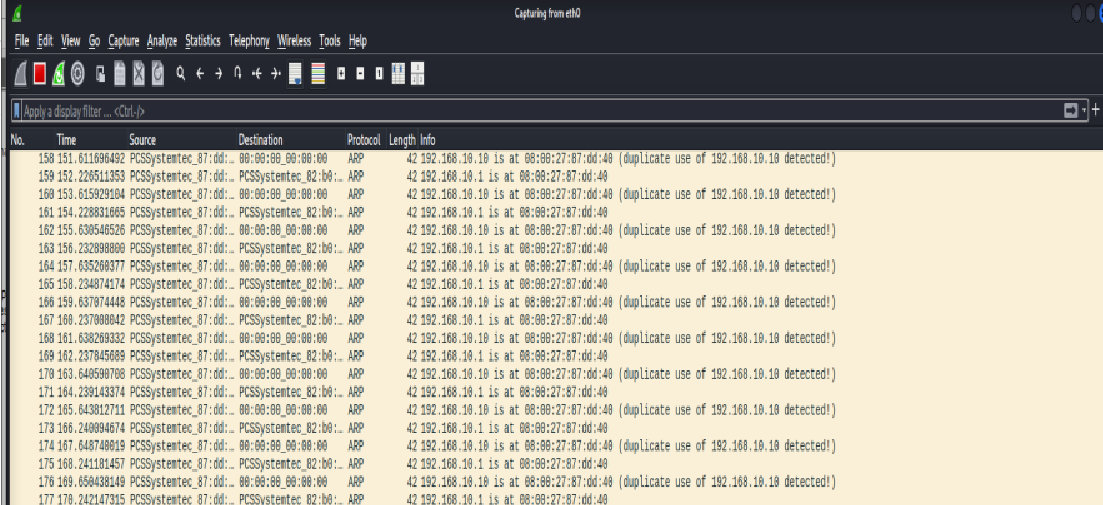 Capturing from eth0
File Edit View Go Capture Analyze Statistics Telephony Wireless Tools Help
Apply a display filter ... <Ctrl-/>
No. Time Source Destination Protocol Length Info
158 151.611696492 PCSSystemtec_87:dd:… 00:00:00_00:00:00 ARP 42 192.168.10.10 is at 08:00:27:87:dd:40 (duplicate use of 192.168.10.10 detected!)
159 152.226511353 PCSSystemtec_87:dd:… PCSSystemtec_82:b0:… ARP 42 192.168.10.1 is at 08:00:27:87:dd:40
160 153.615929104 PCSSystemtec_87:dd:… 00:00:00_00:00:00 ARP 42 192.168.10.10 is at 08:00:27:87:dd:40 (duplicate use of 192.168.10.10 detected!)
161 154.228831665 PCSSystemtec_87:dd:… PCSSystemtec_82:b0:… ARP 42 192.168.10.1 is at 08:00:27:87:dd:40
162 155.630546526 PCSSystemtec_87:dd:… 00:00:00_00:00:00 ARP 42 192.168.10.10 is at 08:00:27:87:dd:40 (duplicate use of 192.168.10.10 detected!)
163 156.232898800 PCSSystemtec_87:dd:… PCSSystemtec_82:b0:… ARP 42 192.168.10.1 is at 08:00:27:87:dd:40
164 157.635260377 PCSSystemtec_87:dd:… 00:00:00_00:00:00 ARP 42 192.168.10.10 is at 08:00:27:87:dd:40 (duplicate use of 192.168.10.10 detected!)
165 158.234874174 PCSSystemtec_87:dd:… PCSSystemtec_82:b0:… ARP 42 192.168.10.1 is at 08:00:27:87:dd:40
166 159.637074448 PCSSystemtec_87:dd:… 00:00:00_00:00:00 ARP 42 192.168.10.10 is at 08:00:27:87:dd:40 (duplicate use of 192.168.10.10 detected!)
167 160.237008042 PCSSystemtec_87:dd:… PCSSystemtec_82:b0:… ARP 42 192.168.10.1 is at 08:00:27:87:dd:40
168 161.638269332 PCSSystemtec_87:dd:… 00:00:00_00:00:00 ARP 42 192.168.10.10 is at 08:00:27:87:dd:40 (duplicate use of 192.168.10.10 detected!)
169 162.237845689 PCSSystemtec_87:dd:… PCSSystemtec_82:b0:… ARP 42 192.168.10.1 is at 08:00:27:87:dd:40
170 163.640590708 PCSSystemtec_87:dd:… 00:00:00_00:00:00 ARP 42 192.168.10.10 is at 08:00:27:87:dd:40 (duplicate use of 192.168.10.10 detected!)
171 164.239143374 PCSSystemtec_87:dd:… PCSSystemtec_82:b0:… ARP 42 192.168.10.1 is at 08:00:27:87:dd:40
172 165.643812711 PCSSystemtec_87:dd:… 00:00:00_00:00:00 ARP 42 192.168.10.10 is at 08:00:27:87:dd:40 (duplicate use of 192.168.10.10 detected!)
173 166.240094674 PCSSystemtec_87:dd:… PCSSystemtec_82:b0:… ARP 42 192.168.10.1 is at 08:00:27:87:dd:40
174 167.648740019 PCSSystemtec_87:dd:… 00:00:00_00:00:00 ARP 42 192.168.10.10 is at 08:00:27:87:dd:40 (duplicate use of 192.168.10.10 detected!)
175 168.241181457 PCSSystemtec_87:dd:… PCSSystemtec_82:b0:… ARP 42 192.168.10.1 is at 08:00:27:87:dd:40
176 169.650438149 PCSSystemtec_87:dd:… 00:00:00_00:00:00 ARP 42 192.168.10.10 is at 08:00:27:87:dd:40 (duplicate use of 192.168.10.10 detected!)
177 170.242147315 PCSSystemtec_87:dd:… PCSSystemtec_82:b0:… ARP 42 192.168.10.1 is at 08:00:27:87:dd:40